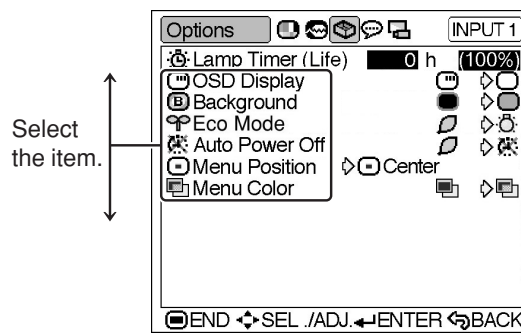 Options INPUT 1
Lamp Timer (Life) 0 h (100%)
OSD Display
B Background
Eco Mode
Auto Power Off
Menu Position Center
Menu Color
Select
the item.
END SEL./ADJ. ENTER BACK